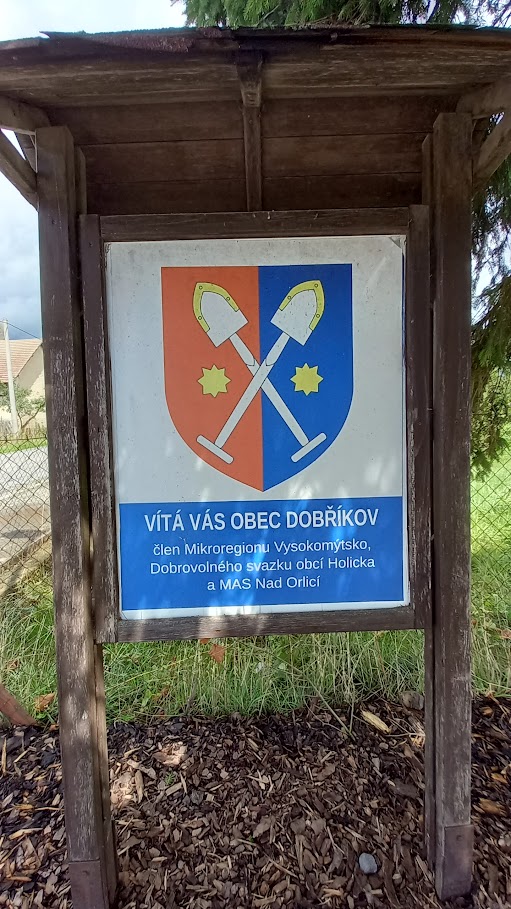 VÍTÁ VÁS OBEC DOBŘÍKOV
člen Mikroregionu Vysokomýtsko,
Dobrovolného svazku obcí Holicka
a MAS Nad Orlicí